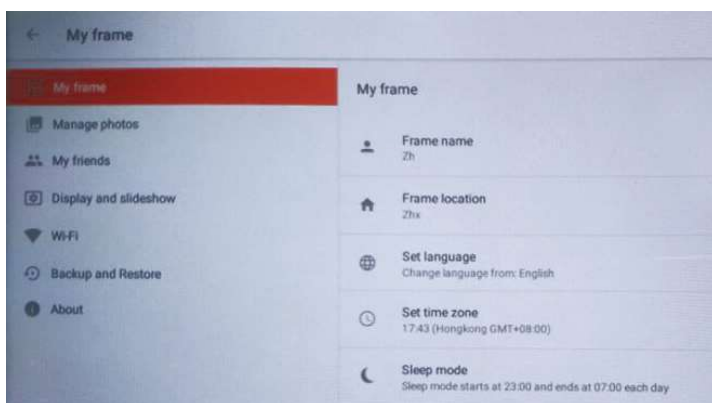 My frame
My frame
Manage photos
My friends
Display and slideshow
Wi-Fi
Backup and Restore
About
My frame
Frame name
Zh
Frame location
Zhx
Set language
Change language from: English
Set time zone
17:43 (Hongkong GMT+08:00)
Sleep mode
Sleep mode starts at 23:00 and ends at 07:00 each day